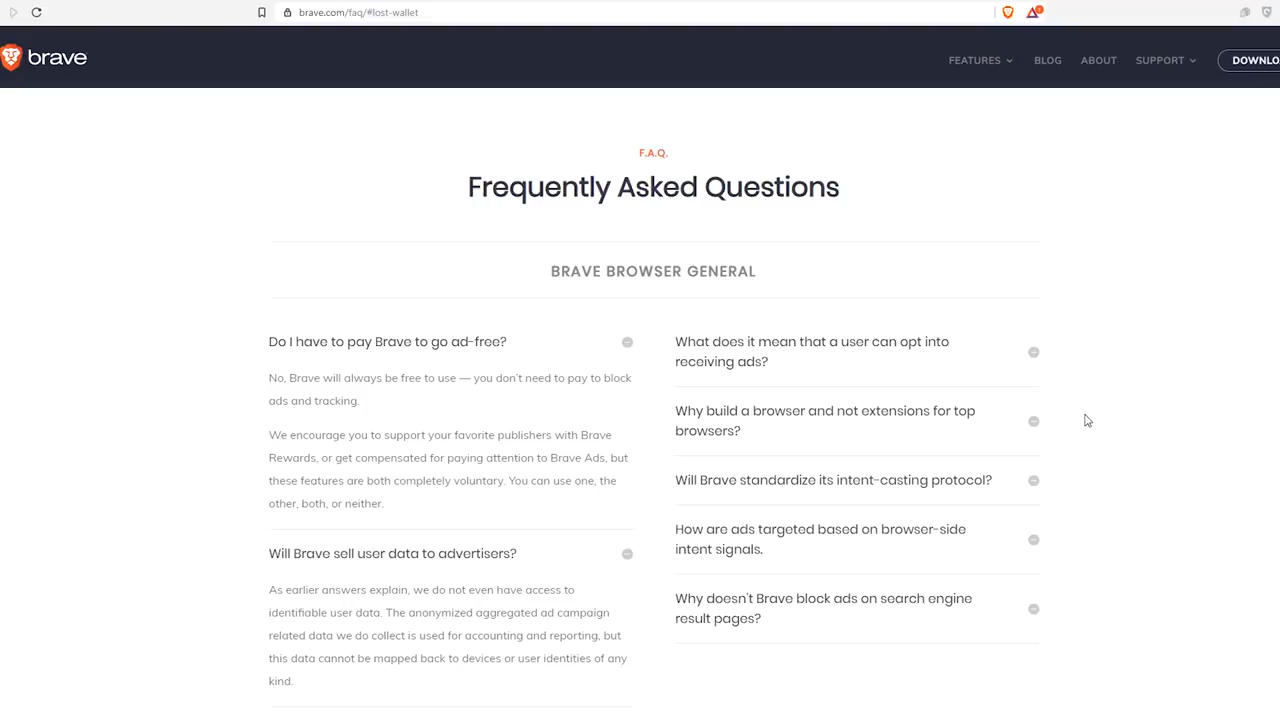 brave.com/faq/#lost-wallet
brave
FEATURES
BLOG
ABOUT
SUPPORT
DOWNLO
F.A.Q.
Frequently Asked Questions
BRAVE BROWSER GENERAL
Do I have to pay Brave to go ad-free?
No, Brave will always be free to use — you don't need to pay to block
ads and tracking.
We encourage you to support your favorite publishers with Brave
Rewards, or get compensated for paying attention to Brave Ads, but
these features are both completely voluntary. You can use one, the
other, both, or neither.
Will Brave sell user data to advertisers?
As earlier answers explain, we do not even have access to
identifiable user data. The anonymized aggregated ad campaign
related data we do collect is used for accounting and reporting, but
this data cannot be mapped back to devices or user identities of any
kind.
What does it mean that a user can opt into
receiving ads?
Why build a browser and not extensions for top
browsers?
Will Brave standardize its intent-casting protocol?
How are ads targeted based on browser-side
intent signals.
Why doesn't Brave block ads on search engine
result pages?